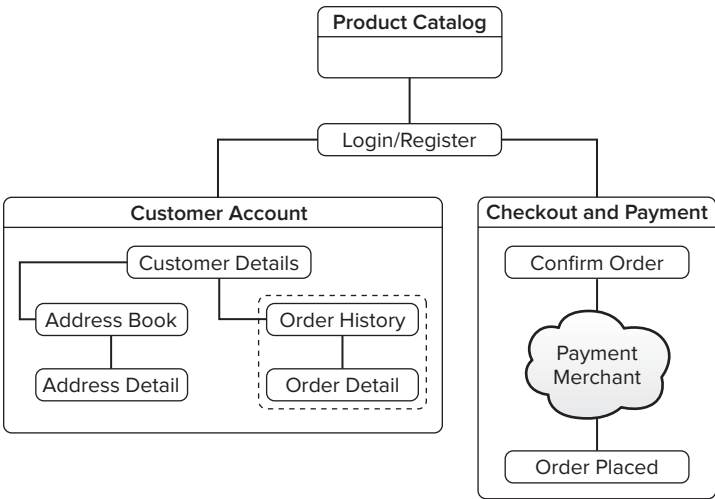 Product Catalog
Login/Register
Customer Account
Customer Details
Address Book
Order History
Address Detail
Order Detail
Checkout and Payment
Confirm Order
Payment
Merchant
Order Placed